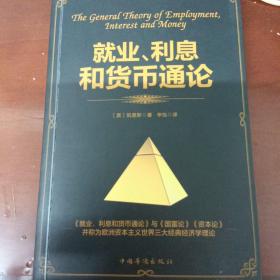 The General Theory of Employment,
Interest and Money
就业、利息
和货币通论
[英]凯恩斯◎著 李欣◎译
《就业、利息和货币通论》与《国富论》《资本论》
并称为欧洲资本主义世界三大经典经济学理论
中国华侨出版社